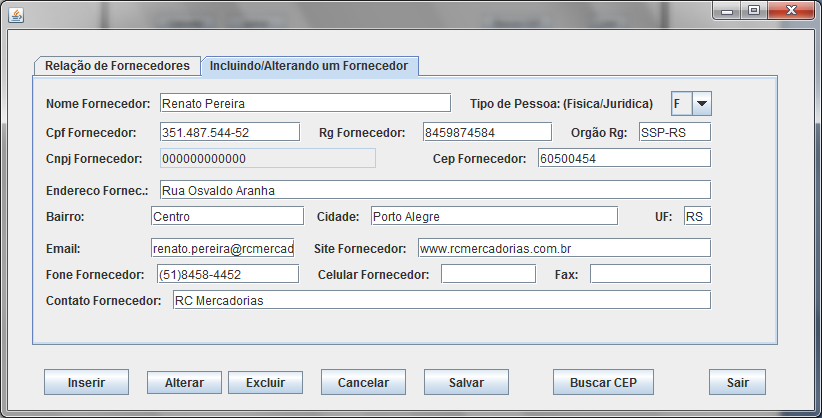 Relação de Fornecedores Incluindo/Alterando um Fornecedor
Nome Fornecedor: Renato Pereira Tipo de Pessoa: (Fisica/Juridica) F
Cpf Fornecedor: 351.487.544-52 Rg Fornecedor: 8459874584 Orgão Rg: SSP-RS
Cnpj Fornecedor: 000000000000 Cep Fornecedor: 60500454
Endereco Fornec.: Rua Osvaldo Aranha
Bairro: Centro Cidade: Porto Alegre UF: RS
Email: renato.pereira@rcmercad Site Fornecedor: www.rcmercadorias.com.br
Fone Fornecedor: (51)8458-4452 Celular Fornecedor: Fax:
Contato Fornecedor: RC Mercadorias
Inserir Alterar Excluir Cancelar Salvar Buscar CEP Sair